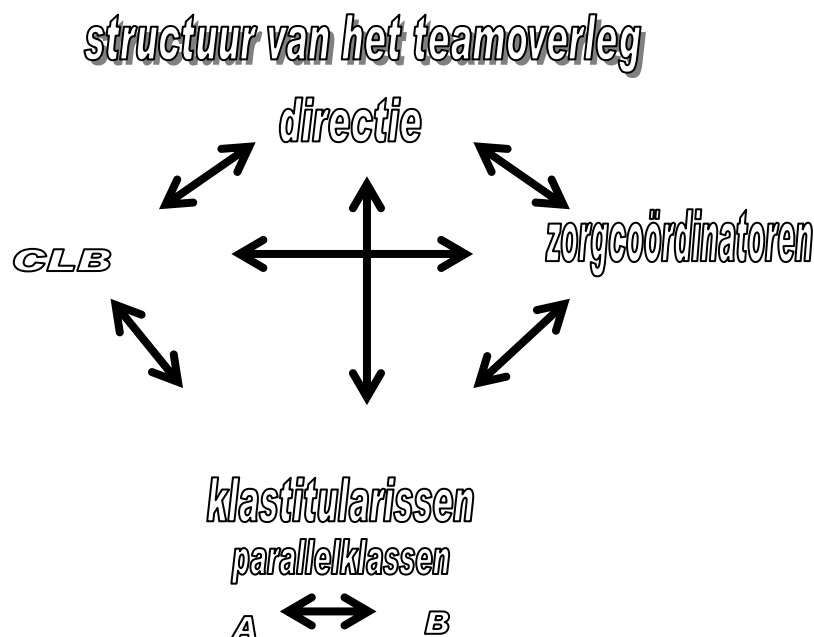 structuur van het teamoverleg
directie
zorgcoördinatoren
CLB
klastitularissen
parallelklassen
A B